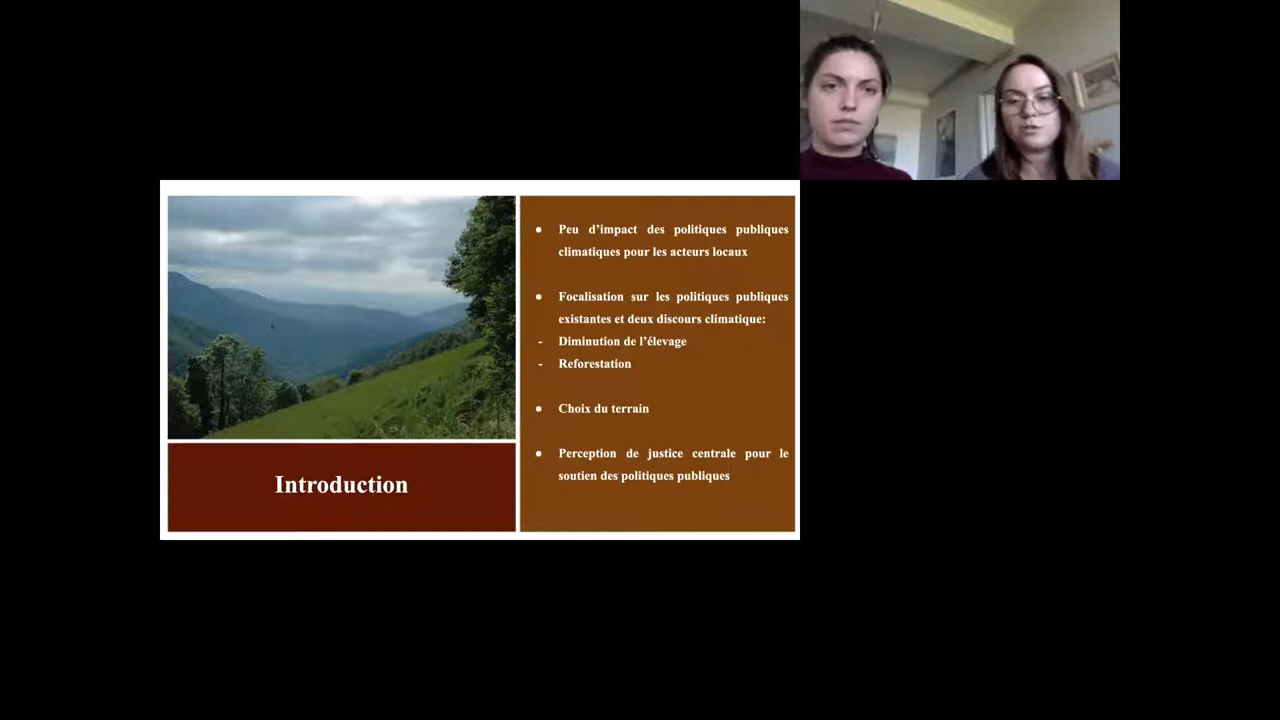 Introduction
● Peu d’impact des politiques publiques
climatiques pour les acteurs locaux
● Focalisation sur les politiques publiques
existantes et deux discours climatique:
- Diminution de l’élevage
- Reforestation
● Choix du terrain
● Perception de justice centrale pour le
soutien des politiques publiques